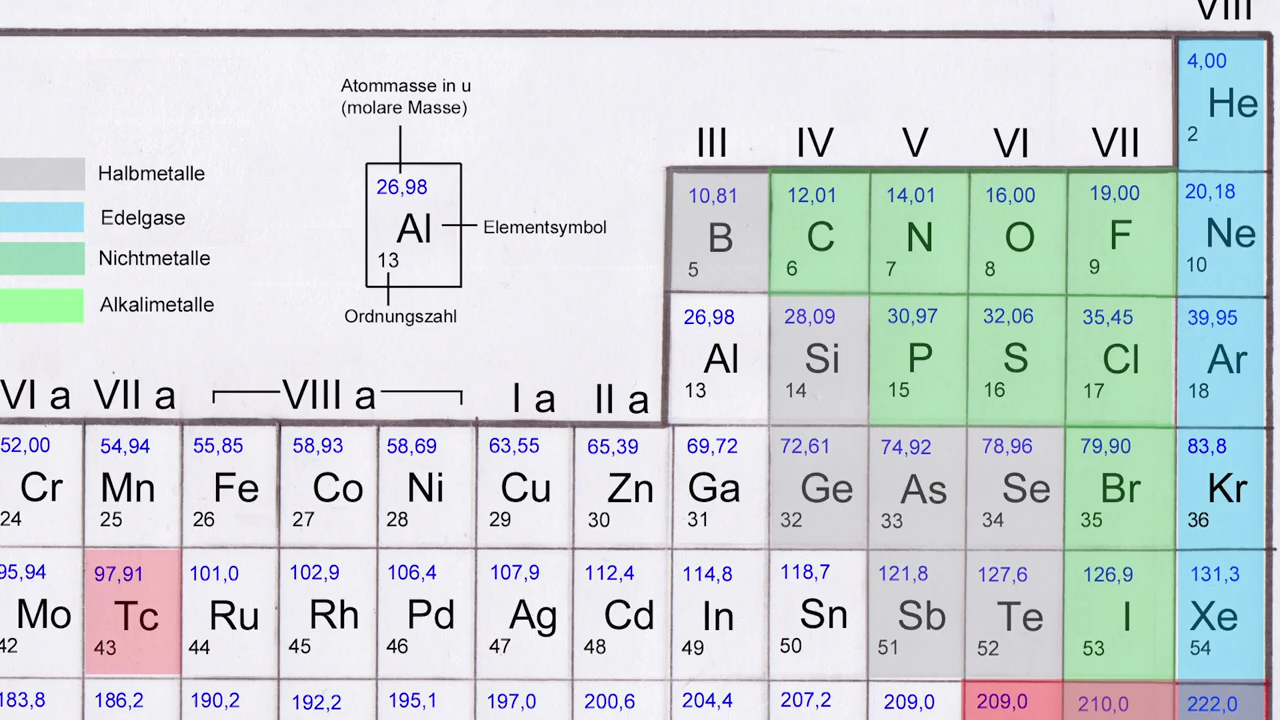 VIII
4,00
He
2
Atommasse in u
(molare Masse)
26,98
Al
13
Elementsymbol
Ordnungszahl
Halbmetalle
Edelgase
Nichtmetalle
Alkalimetalle
III IV V VI VII
10,81 12,01 14,01 16,00 19,00 20,18
B C N O F Ne
5 6 7 8 9 10
26,98 28,09 30,97 32,06 35,45 39,95
Al Si P S Cl Ar
13 14 15 16 17 18
VI a VII a VIII a I a II a
52,00 54,94 55,85 58,93 58,69 63,55 65,39 69,72 72,61 74,92 78,96 79,90 83,8
Cr Mn Fe Co Ni Cu Zn Ga Ge As Se Br Kr
24 25 26 27 28 29 30 31 32 33 34 35 36
95,94 97,91 101,0 102,9 106,4 107,9 112,4 114,8 118,7 121,8 127,6 126,9 131,3
Mo Tc Ru Rh Pd Ag Cd In Sn Sb Te I Xe
42 43 44 45 46 47 48 49 50 51 52 53 54
183,8 186,2 190,2 192,2 195,1 197,0 200,6 204,4 207,2 209,0 209,0 210,0 222,0